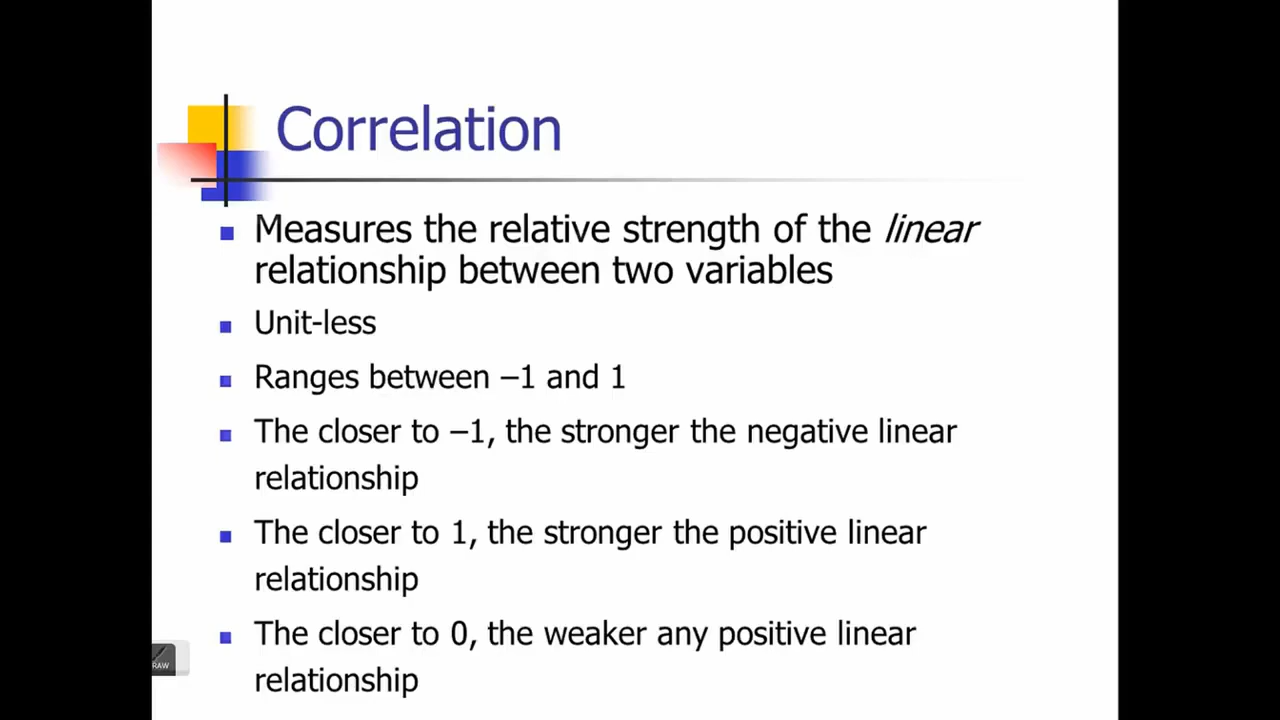 Correlation
Measures the relative strength of the linear
relationship between two variables
Unit-less
Ranges between –1 and 1
The closer to –1, the stronger the negative linear
relationship
The closer to 1, the stronger the positive linear
relationship
The closer to 0, the weaker any positive linear
relationship
RAW